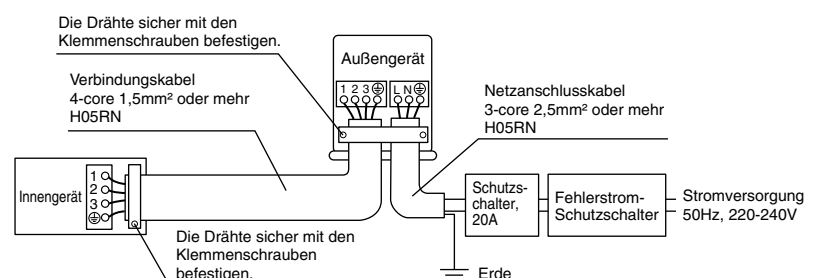 Die Drähte sicher mit den
Klemmenschrauben befestigen.
Außengerät
1 2 3
L N
Verbindungskabel
4-core 1,5mm² oder mehr
H05RN
Netzanschlusskabel
3-core 2,5mm² oder mehr
H05RN
Innengerät
1
2
3
Schutzs-
chalter,
20A
Fehlerstrom-
Schutzschalter
Stromversorgung
50Hz, 220-240V
Die Drähte sicher mit den
Klemmenschrauben
befestigen.
Erde